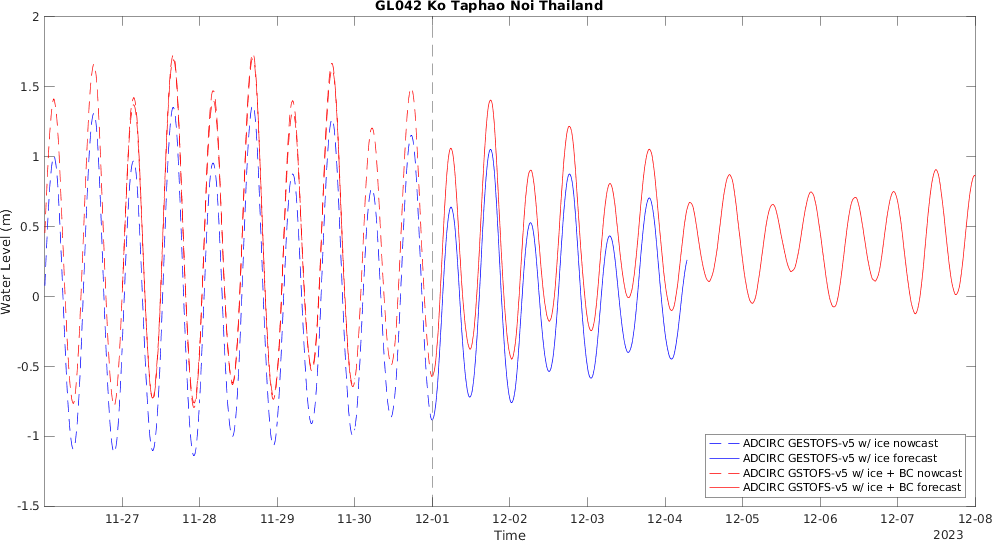 GL042 Ko Taphao Noi Thailand
2
1.5
1
0.5
0
-0.5
-1
-1.5
Water Level (m)
11-27 11-28 11-29 11-30 12-01 12-02 12-03 12-04 12-05 12-06 12-07 12-08
Time
2023
ADCIRC GESTOFS-v5 w/ ice nowcast
ADCIRC GESTOFS-v5 w/ ice forecast
ADCIRC GSTOFS-v5 w/ ice + BC nowcast
ADCIRC GSTOFS-v5 w/ ice + BC forecast